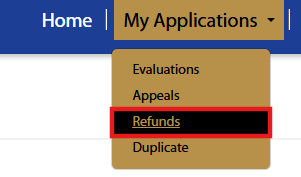 Home My Applications
Evaluations
Appeals
Refunds
Duplicate